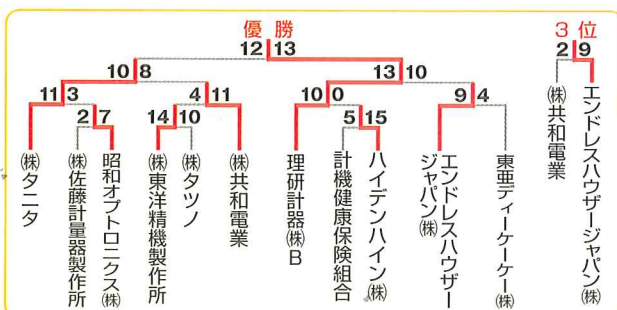 優勝
12 13
10 8
13 10
11 3
4 11
10 0
9 4
2 7
14 10
5 15
㈱タニタ
㈱佐藤計量器製作所
昭和オプトロニクス㈱
㈱東洋精機製作所
㈱タツノ
㈱共和電業
理研計器㈱B
計機健康保険組合
ハイデンハイン㈱
エンドレスハウザー
ジャパン㈱
東亜ディーケーケー㈱
3位
2 9
㈱共和電業
エンドレスハウザージャパン㈱